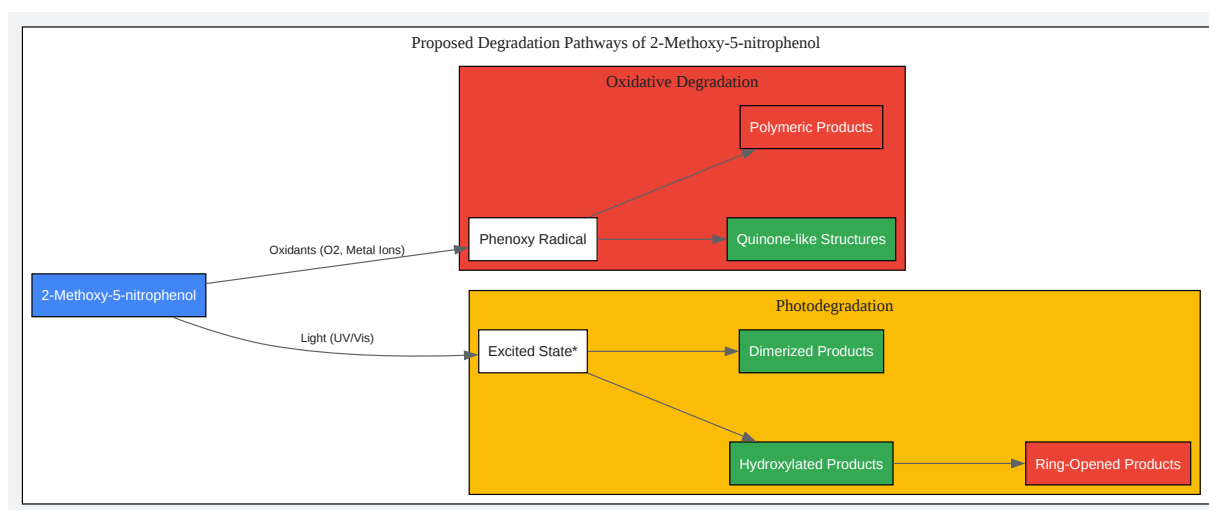 Proposed Degradation Pathways of 2-Methoxy-5-nitrophenol
Oxidative Degradation
Polymeric Products
Phenoxy Radical
Quinone-like Structures
Oxidants (O2, Metal Ions)
2-Methoxy-5-nitrophenol
Light (UV/Vis)
Photodegradation
Excited State*
Dimerized Products
Hydroxylated Products
Ring-Opened Products